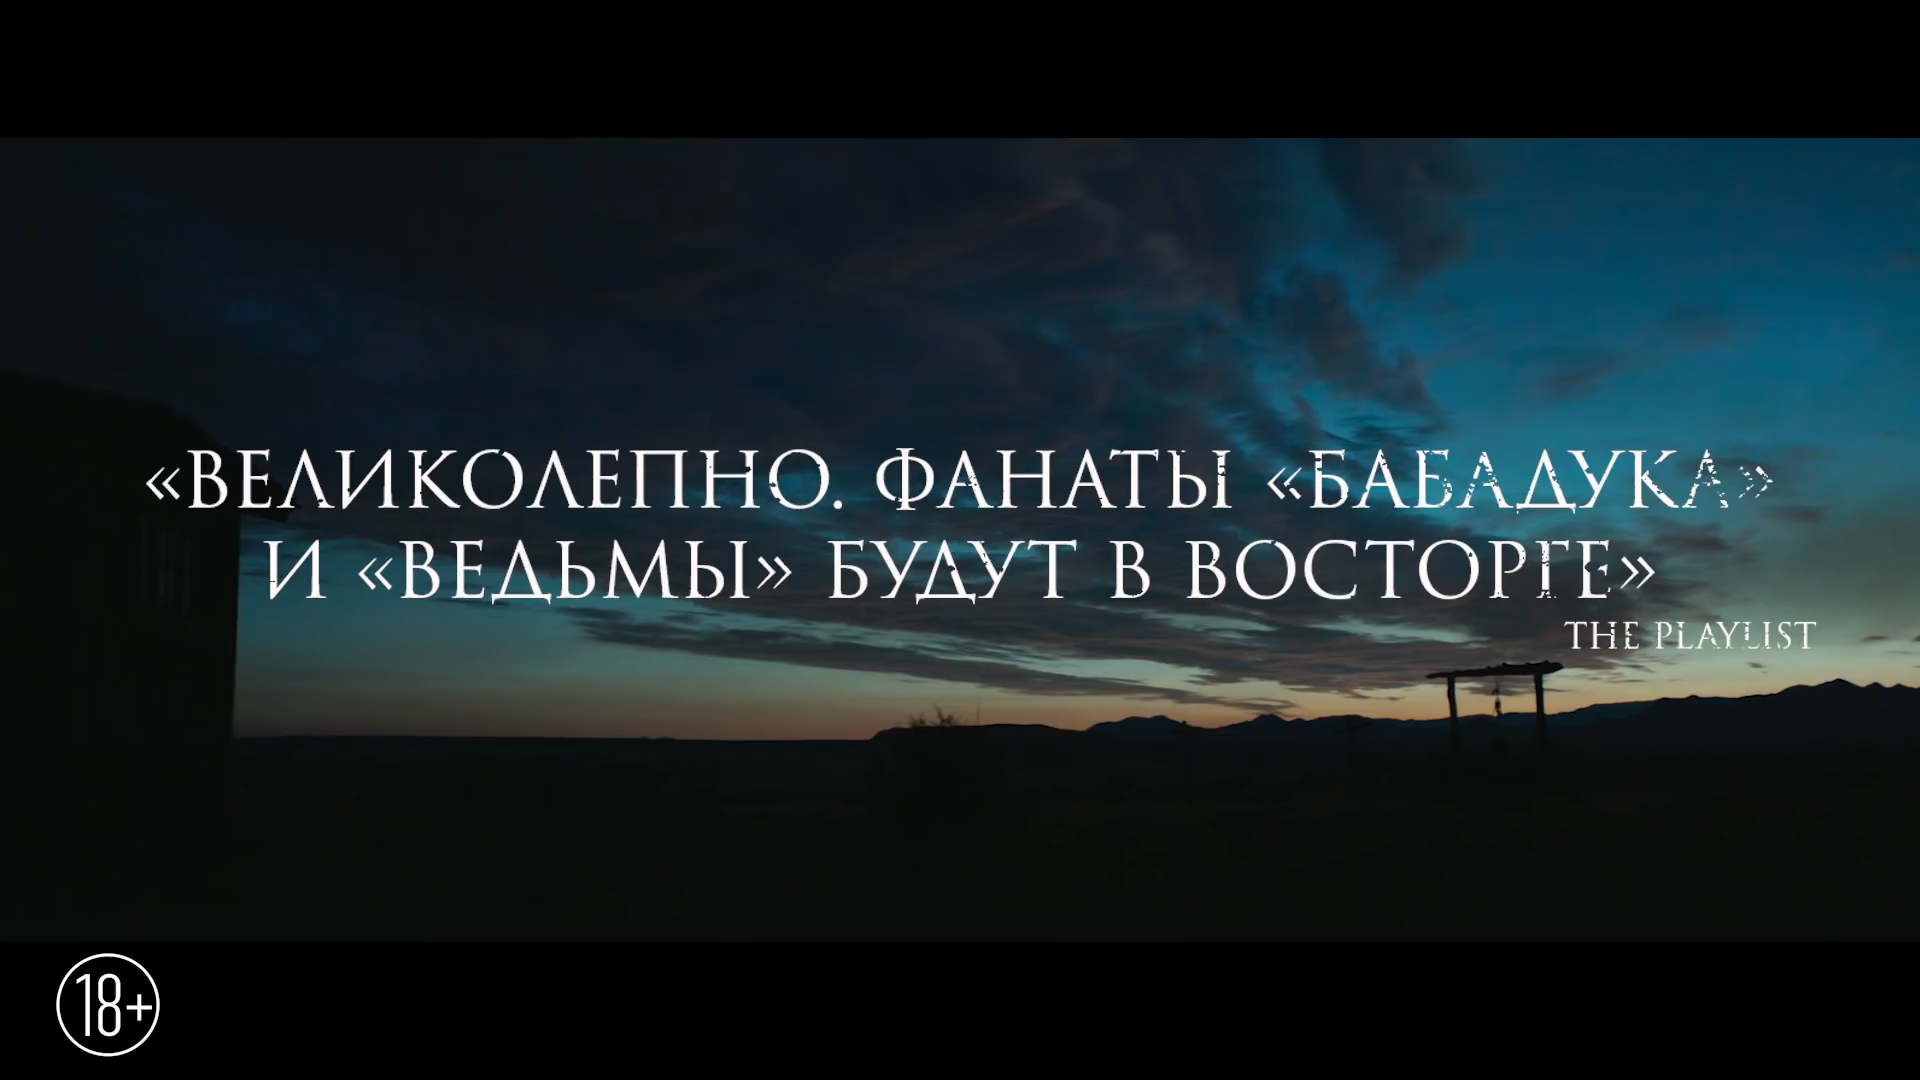 «ВЕЛИКОЛЕПНО. ФАНАТЫ «БАБАДУКА»
И «ВЕДЬМЫ» БУДУТ В ВОСТОРГЕ»
THE PLAYLIST
18+